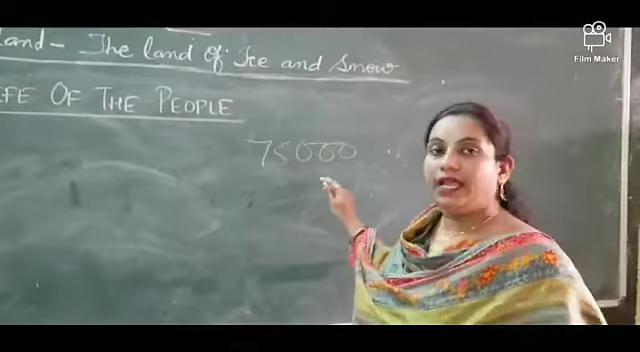 land - The land of Ice and Snow
Film Maker
LIFE OF THE PEOPLE
75000